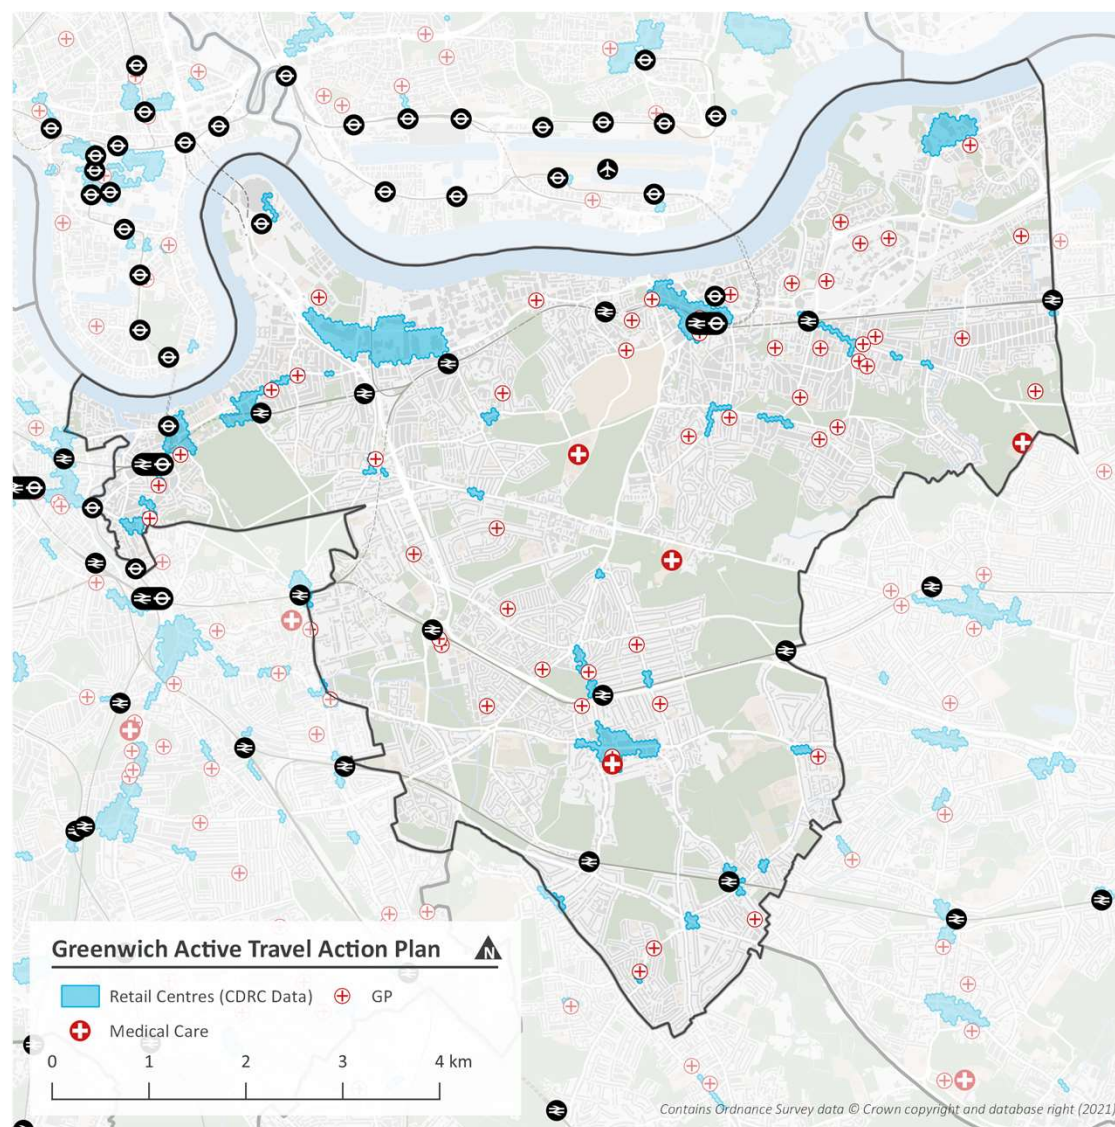 Greenwich Active Travel Action Plan
N
Retail Centres (CDRC Data)
GP
Medical Care
0 1 2 3 4 km
Contains Ordnance Survey data © Crown copyright and database right (2021)